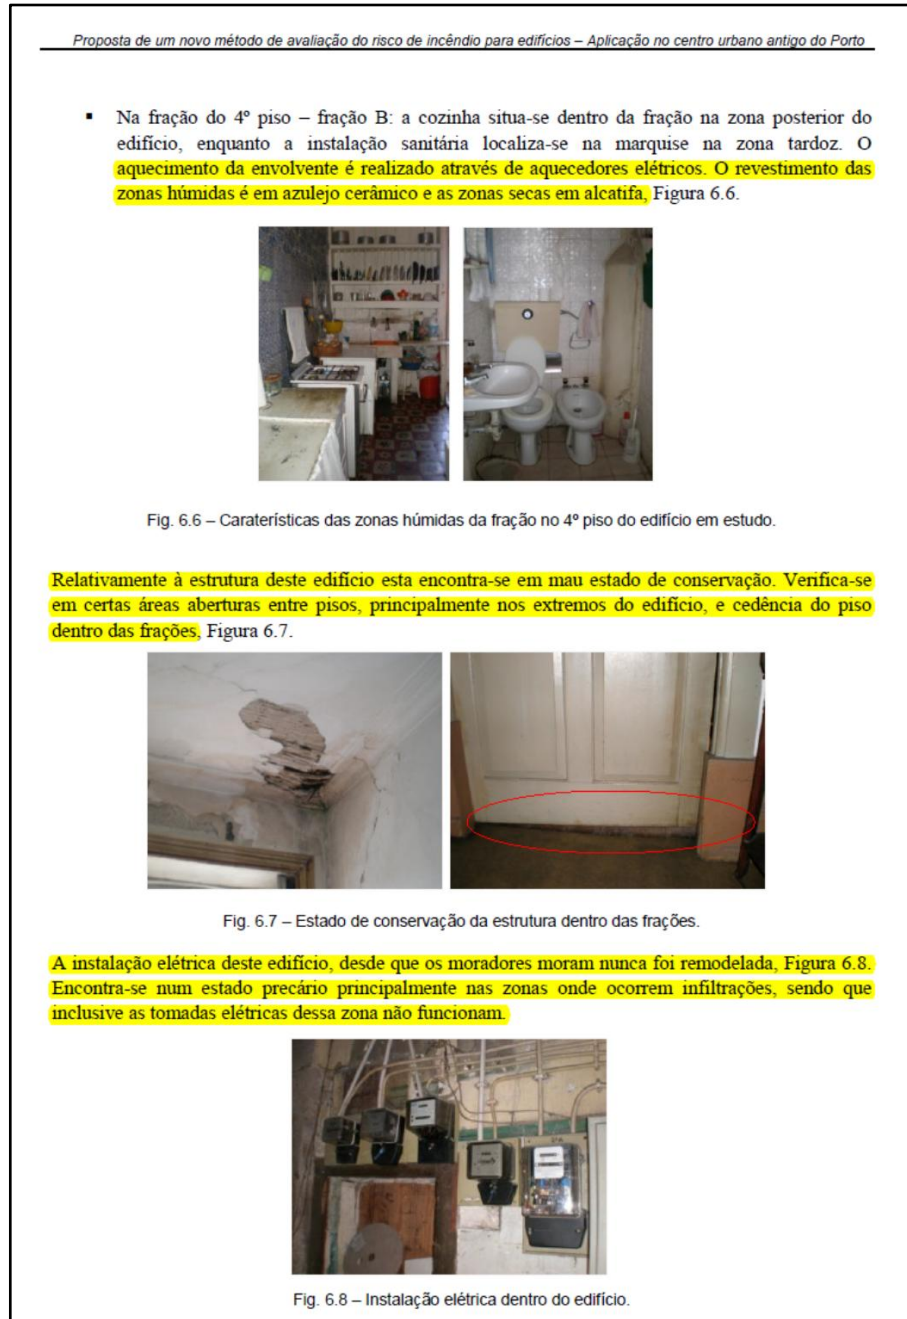 Proposta de um novo método de avaliação do risco de incêndio para edifícios – Aplicação no centro urbano antigo do Porto
▪ Na fração do 4º piso – fração B: a cozinha situa-se dentro da fração na zona posterior do
edifício, enquanto a instalação sanitária localiza-se na marquise na zona tardoz. O
aquecimento da envolvente é realizado através de aquecedores elétricos. O revestimento das
zonas húmidas é em azulejo cerâmico e as zonas secas em alcatifa, Figura 6.6.
Fig. 6.6 – Caraterísticas das zonas húmidas da fração no 4º piso do edifício em estudo.
Relativamente à estrutura deste edifício esta encontra-se em mau estado de conservação. Verifica-se
em certas áreas aberturas entre pisos, principalmente nos extremos do edifício, e cedência do piso
dentro das frações, Figura 6.7.
Fig. 6.7 – Estado de conservação da estrutura dentro das frações.
A instalação elétrica deste edifício, desde que os moradores moram nunca foi remodelada, Figura 6.8.
Encontra-se num estado precário principalmente nas zonas onde ocorrem infiltrações, sendo que
inclusive as tomadas elétricas dessa zona não funcionam.
Fig. 6.8 – Instalação elétrica dentro do edifício.